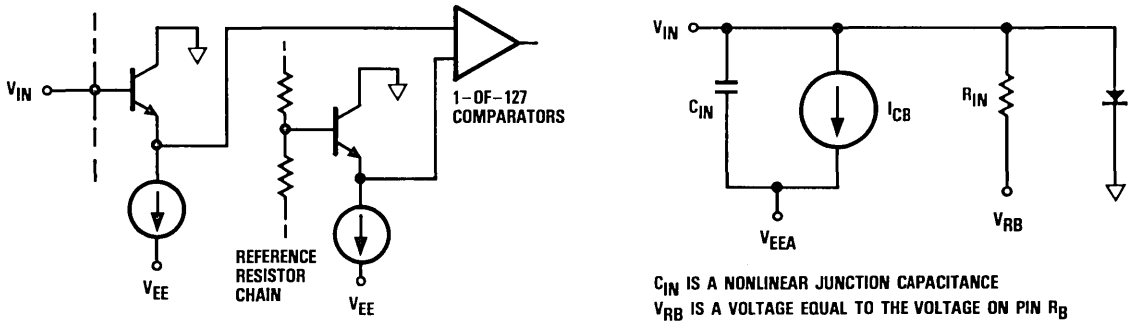 V_IN
V_EE
REFERENCE
RESISTOR
CHAIN
V_EE
1-OF-127
COMPARATORS
V_IN
C_IN
I_CB
R_IN
V_EEA
V_RB
C_IN IS A NONLINEAR JUNCTION CAPACITANCE
V_RB IS A VOLTAGE EQUAL TO THE VOLTAGE ON PIN R_B